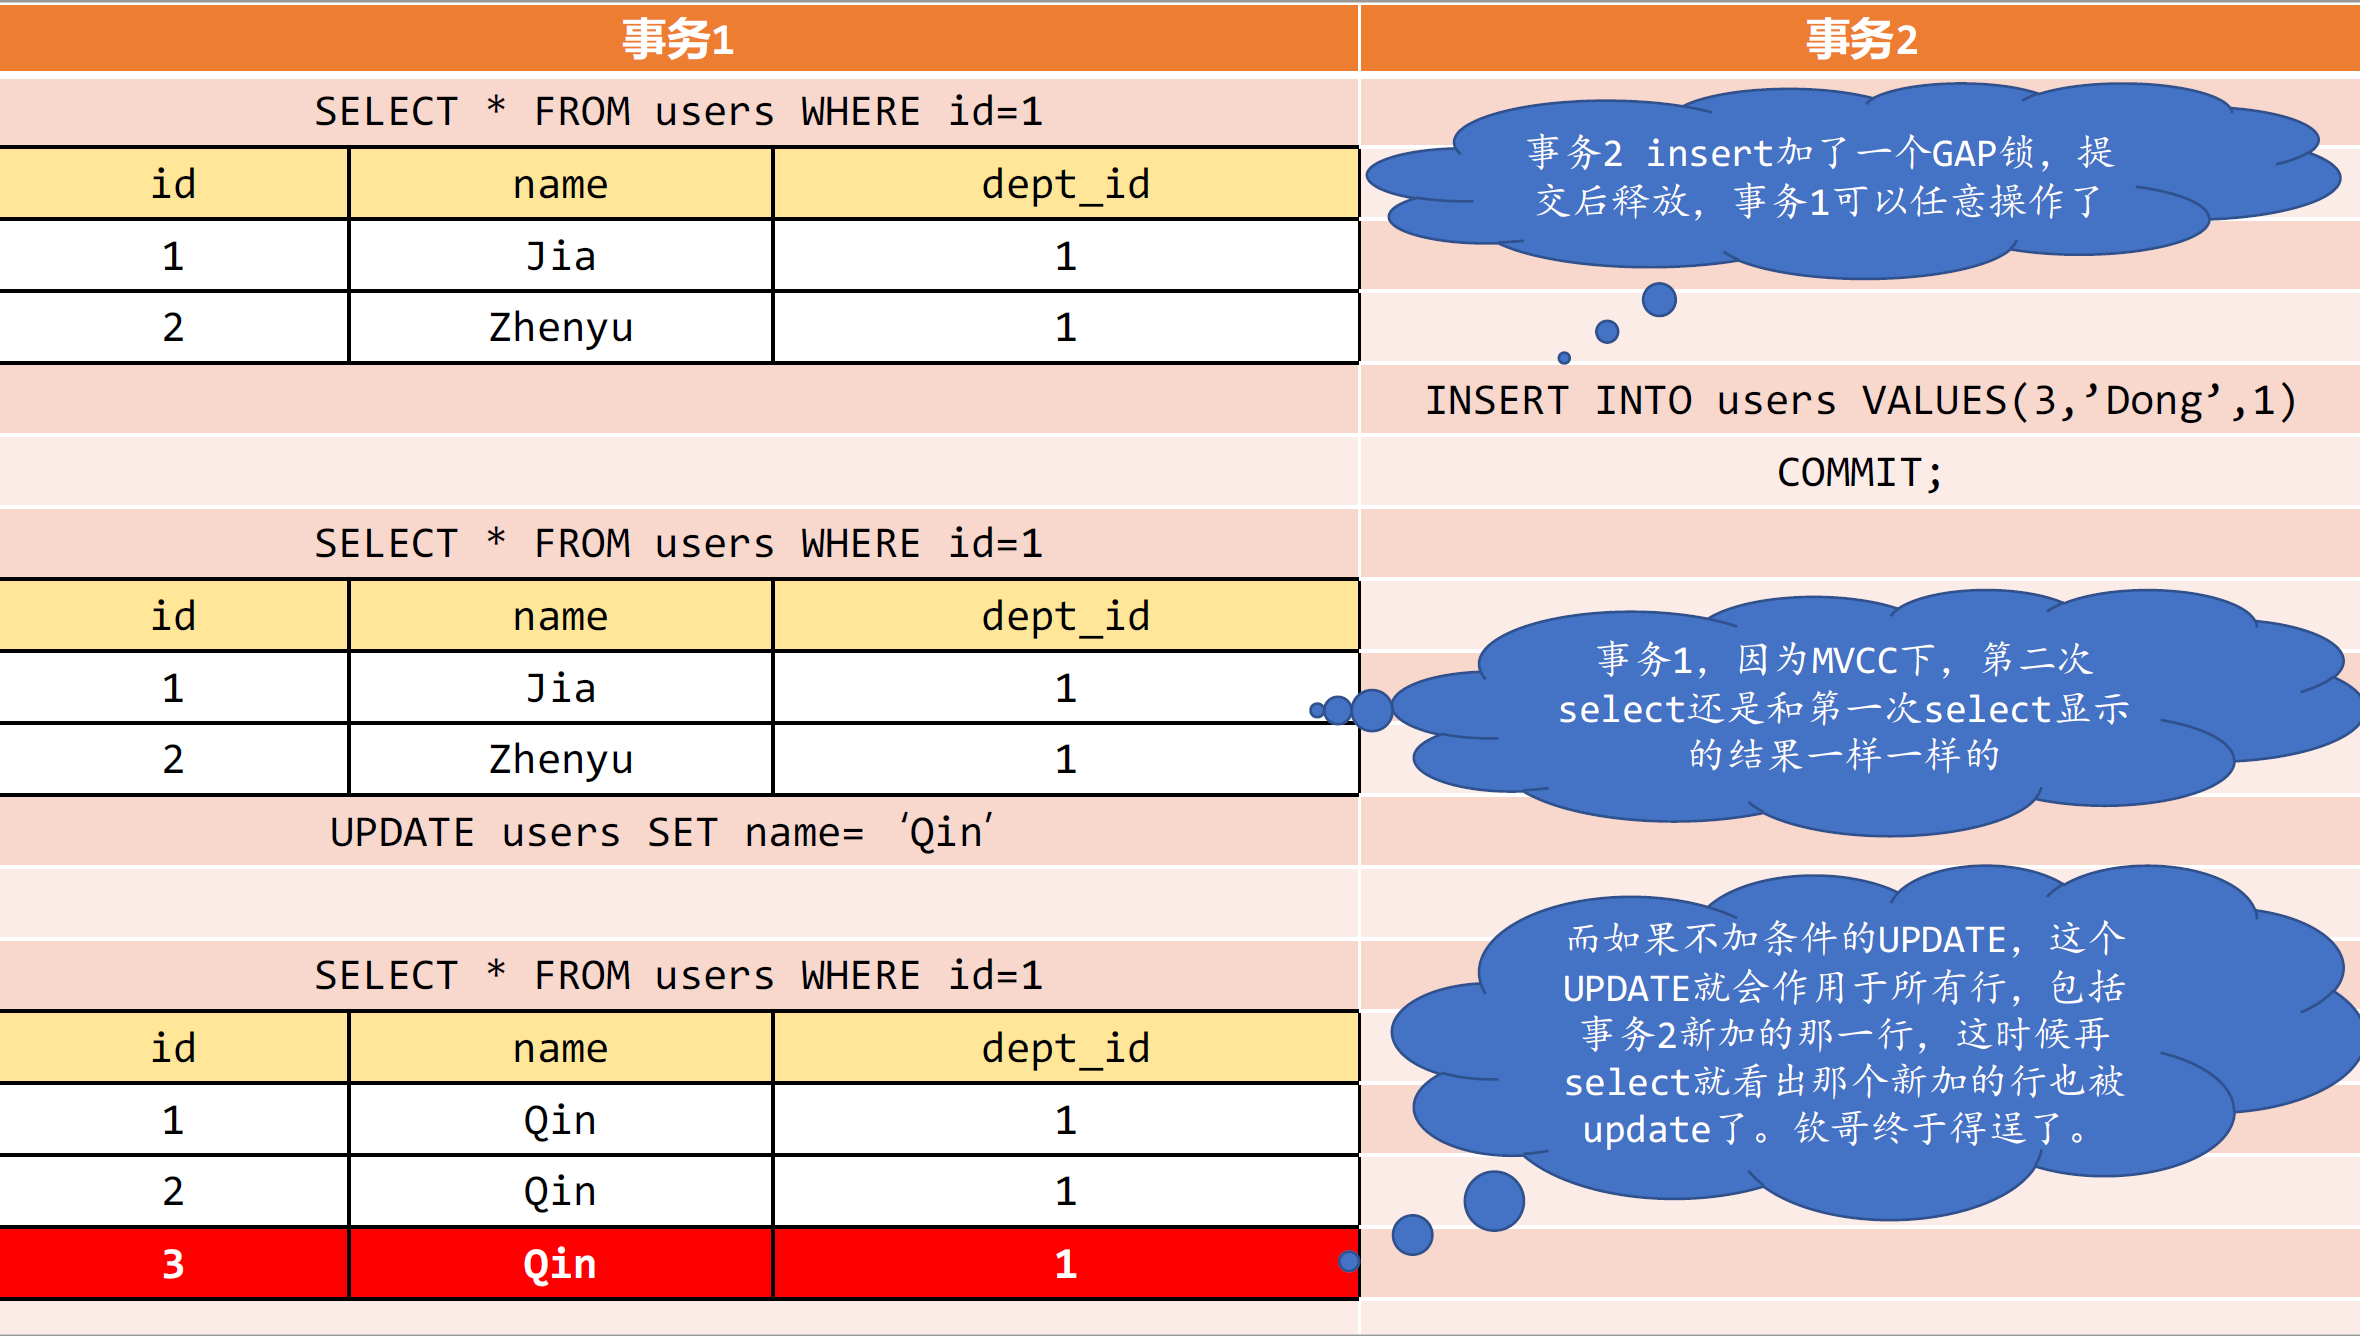 事务1 事务2
SELECT * FROM users WHERE id=1
事务2 insert加了一个GAP锁，提
交后释放，事务1可以任意操作了
id name dept_id
1 Jia 1
2 Zhenyu 1
INSERT INTO users VALUES(3,’Dong’,1)
COMMIT;
SELECT * FROM users WHERE id=1
id name dept_id
1 Jia 1
2 Zhenyu 1
事务1，因为MVCC下，第二次
select还是和第一次select显示
的结果一样一样的
UPDATE users SET name= ‘Qin’
SELECT * FROM users WHERE id=1
id name dept_id
1 Qin 1
2 Qin 1
3 Qin 1
而如果不加条件的UPDATE，这个
UPDATE就会作用于所有行，包括
事务2新加的那一行，这时候再
select就看出那个新加的行也被
update了。钦哥终于得逞了。